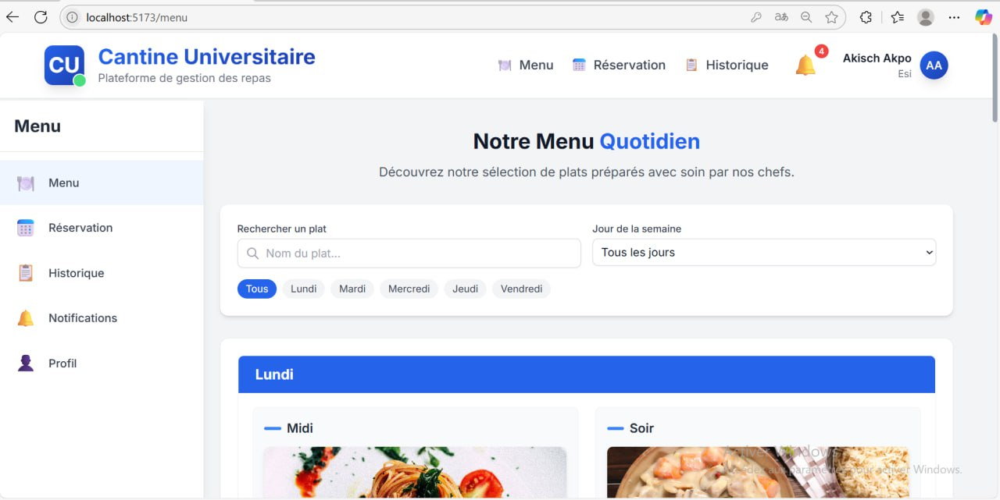 localhost:5173/menu
CU
Cantine Universitaire
Plateforme de gestion des repas
Menu
Réservation
Historique
4
Akisch Akpo
Esi
AA
Menu
Menu
Réservation
Historique
Notifications
Profil
Notre Menu Quotidien
Découvrez notre sélection de plats préparés avec soin par nos chefs.
Rechercher un plat
Nom du plat...
Jour de la semaine
Tous les jours
Tous Lundi Mardi Mercredi Jeudi Vendredi
Lundi
Midi
Soir
Activer Windows
paramètres pour activer Windows.